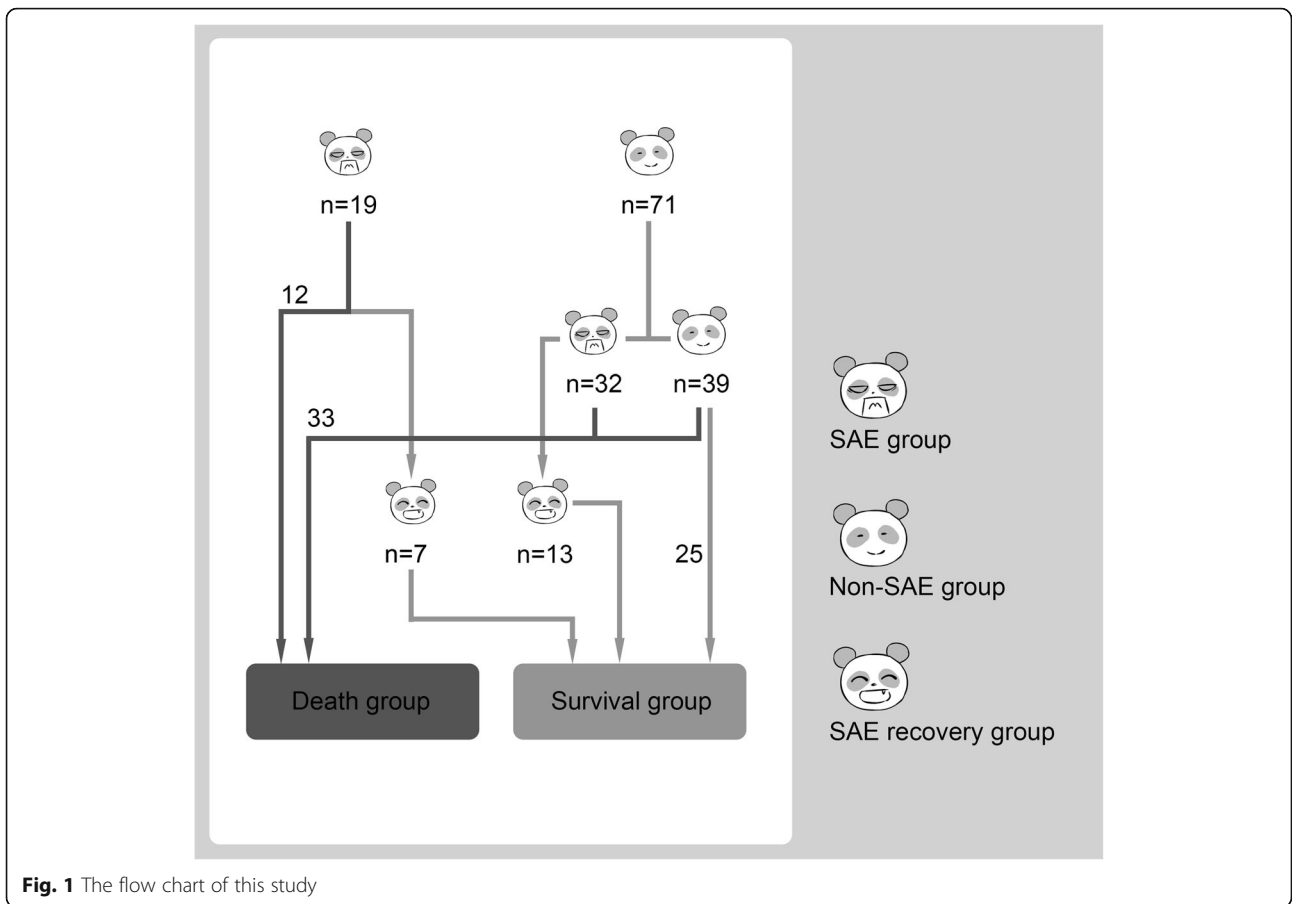 n=19
n=71
12
n=32
n=39
33
n=7
n=13
25
Death group
Survival group
SAE group
Non-SAE group
SAE recovery group
Fig. 1 The flow chart of this study